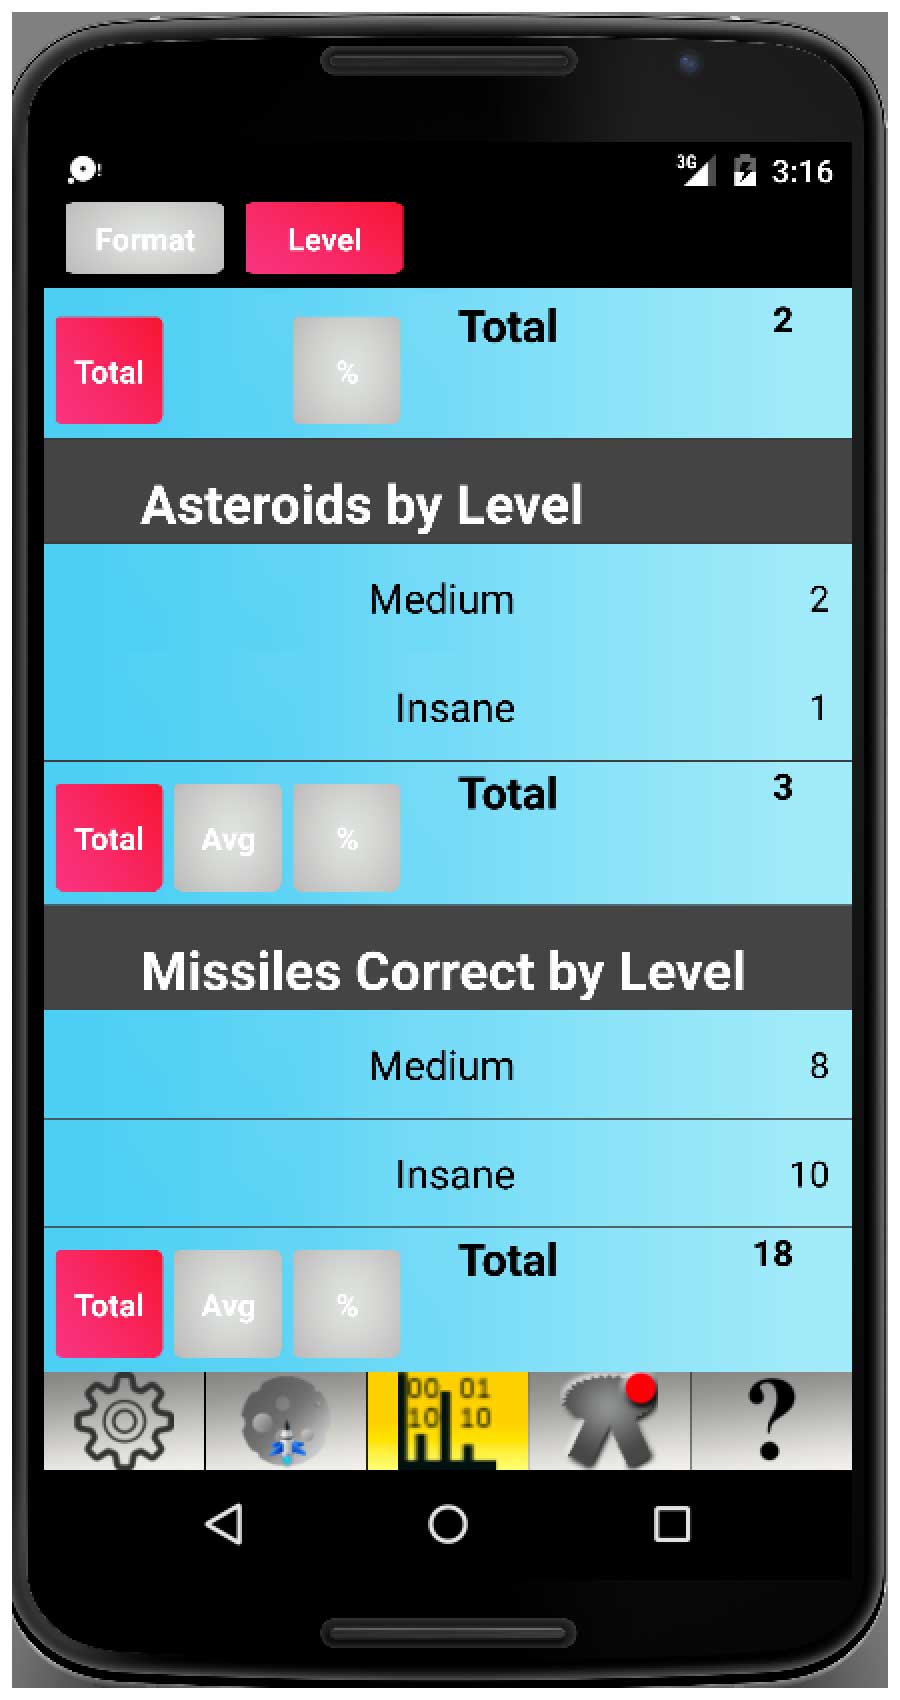 3G 3:16
Format Level
Total 2
Total %
Asteroids by Level
Medium 2
Insane 1
Total 3
Total Avg %
Missiles Correct by Level
Medium 8
Insane 10
Total 18
Total Avg %
00 01
10 10
?